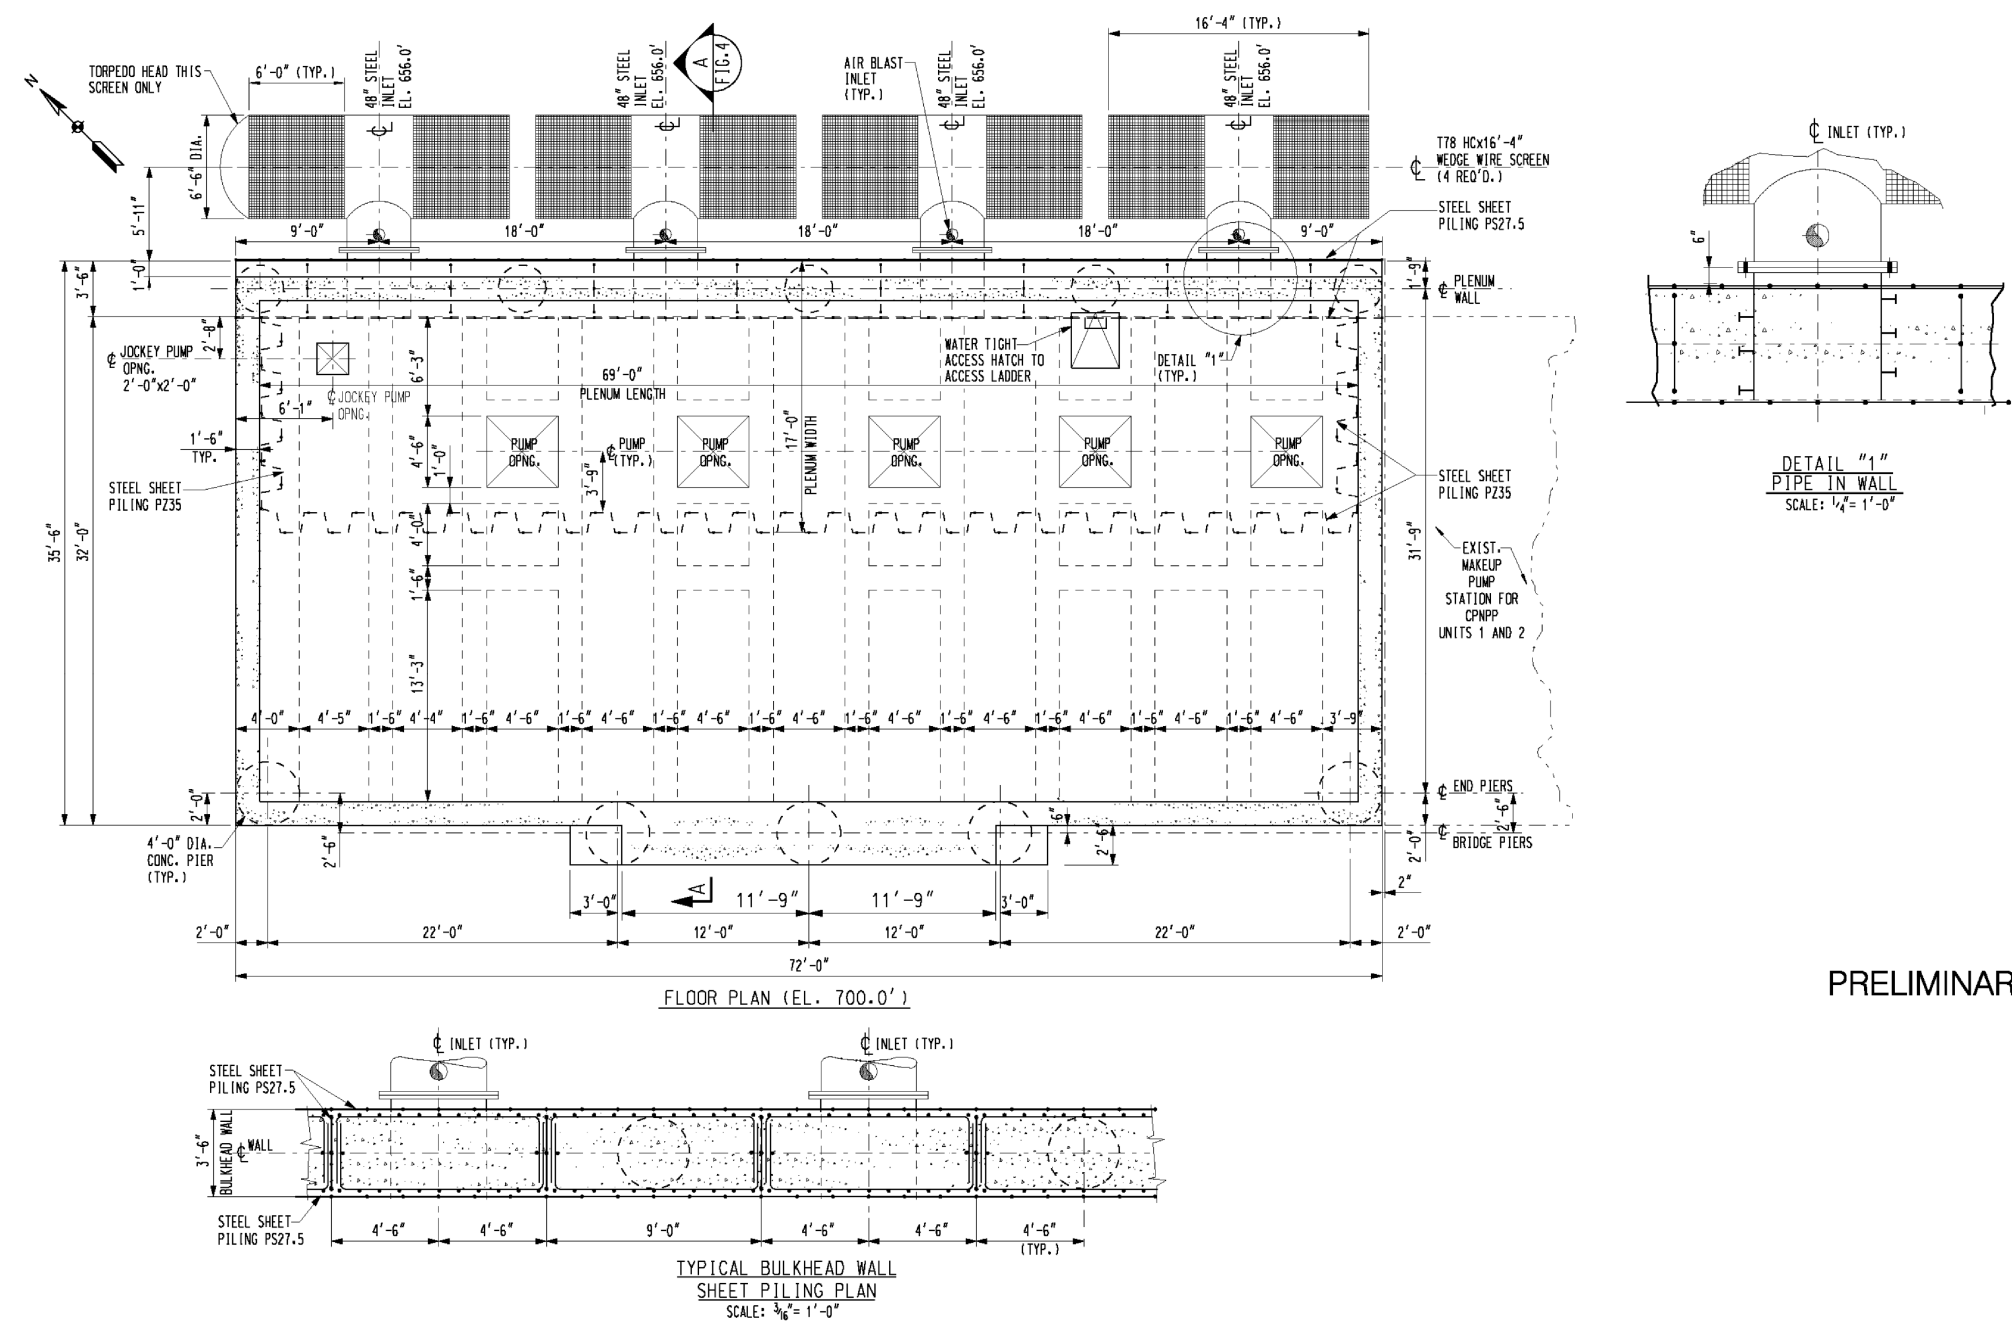 16'-4" (TYP.)
N
TORPEDO HEAD THIS
SCREEN ONLY
6'-0" (TYP.)
48" STEEL
INLET
EL. 656.0'
48" STEEL
INLET
EL. 656.0'
A
FIG.4
AIR BLAST
INLET
(TYP.)
48" STEEL
INLET
EL. 656.0'
48" STEEL
INLET
EL. 656.0'
6'-6" DIA.
5'-11"
T78 HCx16'-4"
WEDGE WIRE SCREEN
(4 REQ'D.)
STEEL SHEET
PILING PS27.5
9'-0"
18'-0"
18'-0"
18'-0"
9'-0"
3'-6"
1'-0"
1'-9"
℄ PLENUM
WALL
2'-8"
℄ JOCKEY PUMP
OPNG.
2'-0"x2'-0"
℄ JOCKEY PUMP
OPNG.
6'-1"
6'-3"
69'-0"
PLENUM LENGTH
WATER TIGHT
ACCESS HATCH TO
ACCESS LADDER
DETAIL "1"
(TYP.)
1'-6"
TYP.
4'-6"
1'-0"
PUMP
OPNG.
℄ PUMP
(TYP.)
3'-9"
PUMP
OPNG.
17'-0"
PLENUM WIDTH
PUMP
OPNG.
PUMP
OPNG.
PUMP
OPNG.
STEEL SHEET
PILING PZ35
STEEL SHEET
PILING PZ35
35'-6"
32'-0"
4'-0"
1'-6"
13'-3"
31'-9"
EXIST.
MAKEUP
PUMP
STATION FOR
CPNPP
UNITS 1 AND 2
4'-0"
4'-5"
1'-6"
4'-4"
1'-6"
4'-6"
1'-6"
4'-6"
1'-6"
4'-6"
1'-6"
4'-6"
1'-6"
4'-6"
1'-6"
4'-6"
1'-6"
4'-6"
1'-6"
4'-6"
1'-6"
4'-6"
3'-9"
2'-0"
4'-0" DIA.
CONC. PIER
(TYP.)
2'-6"
6"
2'-6"
℄ END PIERS
2'-6"
2'-0"
℄ BRIDGE PIERS
2"
3'-0"
A
11'-9"
11'-9"
3'-0"
2'-0"
22'-0"
12'-0"
12'-0"
22'-0"
2'-0"
72'-0"
FLOOR PLAN (EL. 700.0')
℄ INLET (TYP.)
6"
DETAIL "1"
PIPE IN WALL
SCALE: 1/4"= 1'-0"
PRELIMINAR
℄ INLET (TYP.)
℄ INLET (TYP.)
STEEL SHEET
PILING PS27.5
3'-6"
BULKHEAD WALL
℄ WALL
STEEL SHEET
PILING PS27.5
4'-6"
4'-6"
9'-0"
4'-6"
4'-6"
4'-6"
(TYP.)
TYPICAL BULKHEAD WALL
SHEET PILING PLAN
SCALE: 3/16"= 1'-0"